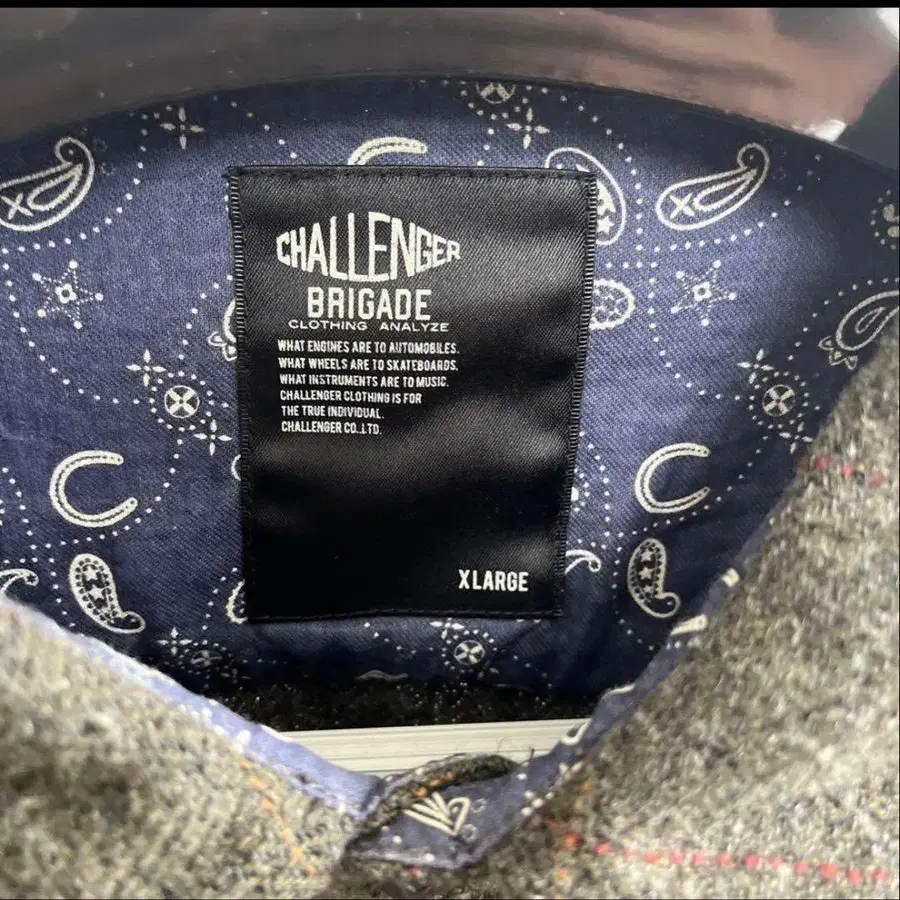 CHALLENGER
BRIGADE
CLOTHING ANALYZE
WHAT ENGINES ARE TO AUTOMOBILES.
WHAT WHEELS ARE TO SKATEBOARDS.
WHAT INSTRUMENTS ARE TO MUSIC.
CHALLENGER CLOTHING IS FOR
THE TRUE INDIVIDUAL.
CHALLENGER CO.,LTD.
XLARGE